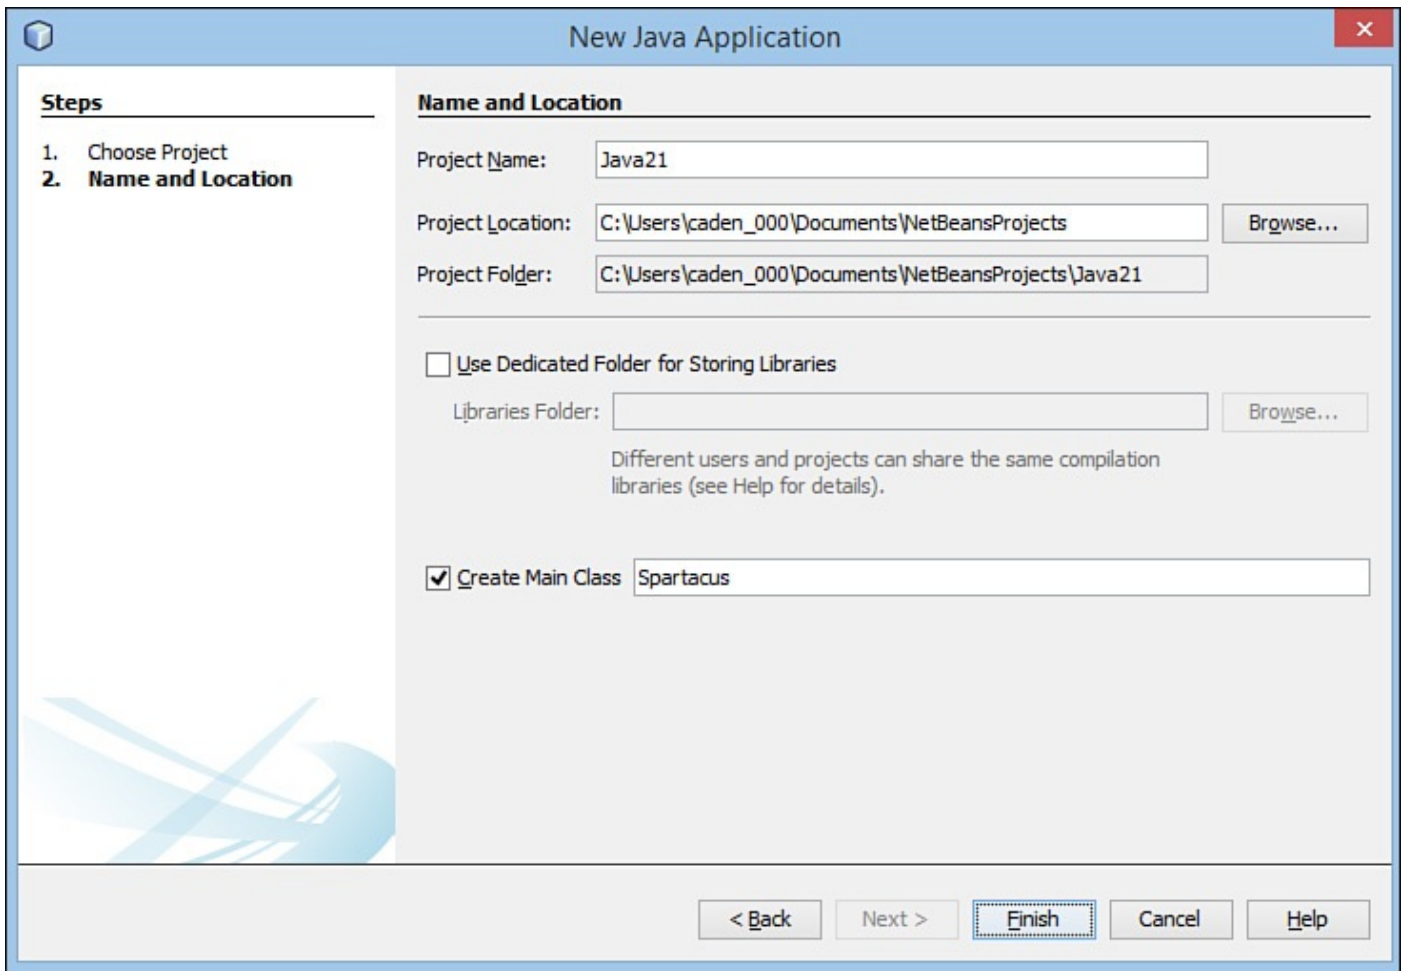 New Java Application
Steps
1. Choose Project
2. Name and Location
Name and Location
Project Name: Java21
Project Location: C:\Users\caden_000\Documents\NetBeansProjects Browse...
Project Folder: C:\Users\caden_000\Documents\NetBeansProjects\Java21
Use Dedicated Folder for Storing Libraries
Libraries Folder: Browse...
Different users and projects can share the same compilation
libraries (see Help for details).
Create Main Class Spartacus
< Back Next > Finish Cancel Help